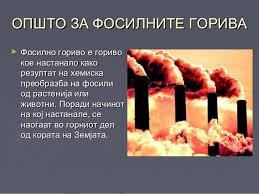 ОПШТО ЗА ФОСИЛНИТЕ ГОРИВА
Фосилно гориво е гориво
кое настанало како
резултат на хемиска
преобразба на фосили
од растенија или
животни. Поради начинот
на кој настанале, се
наоѓаат во горниот дел
од кората на Земјата.